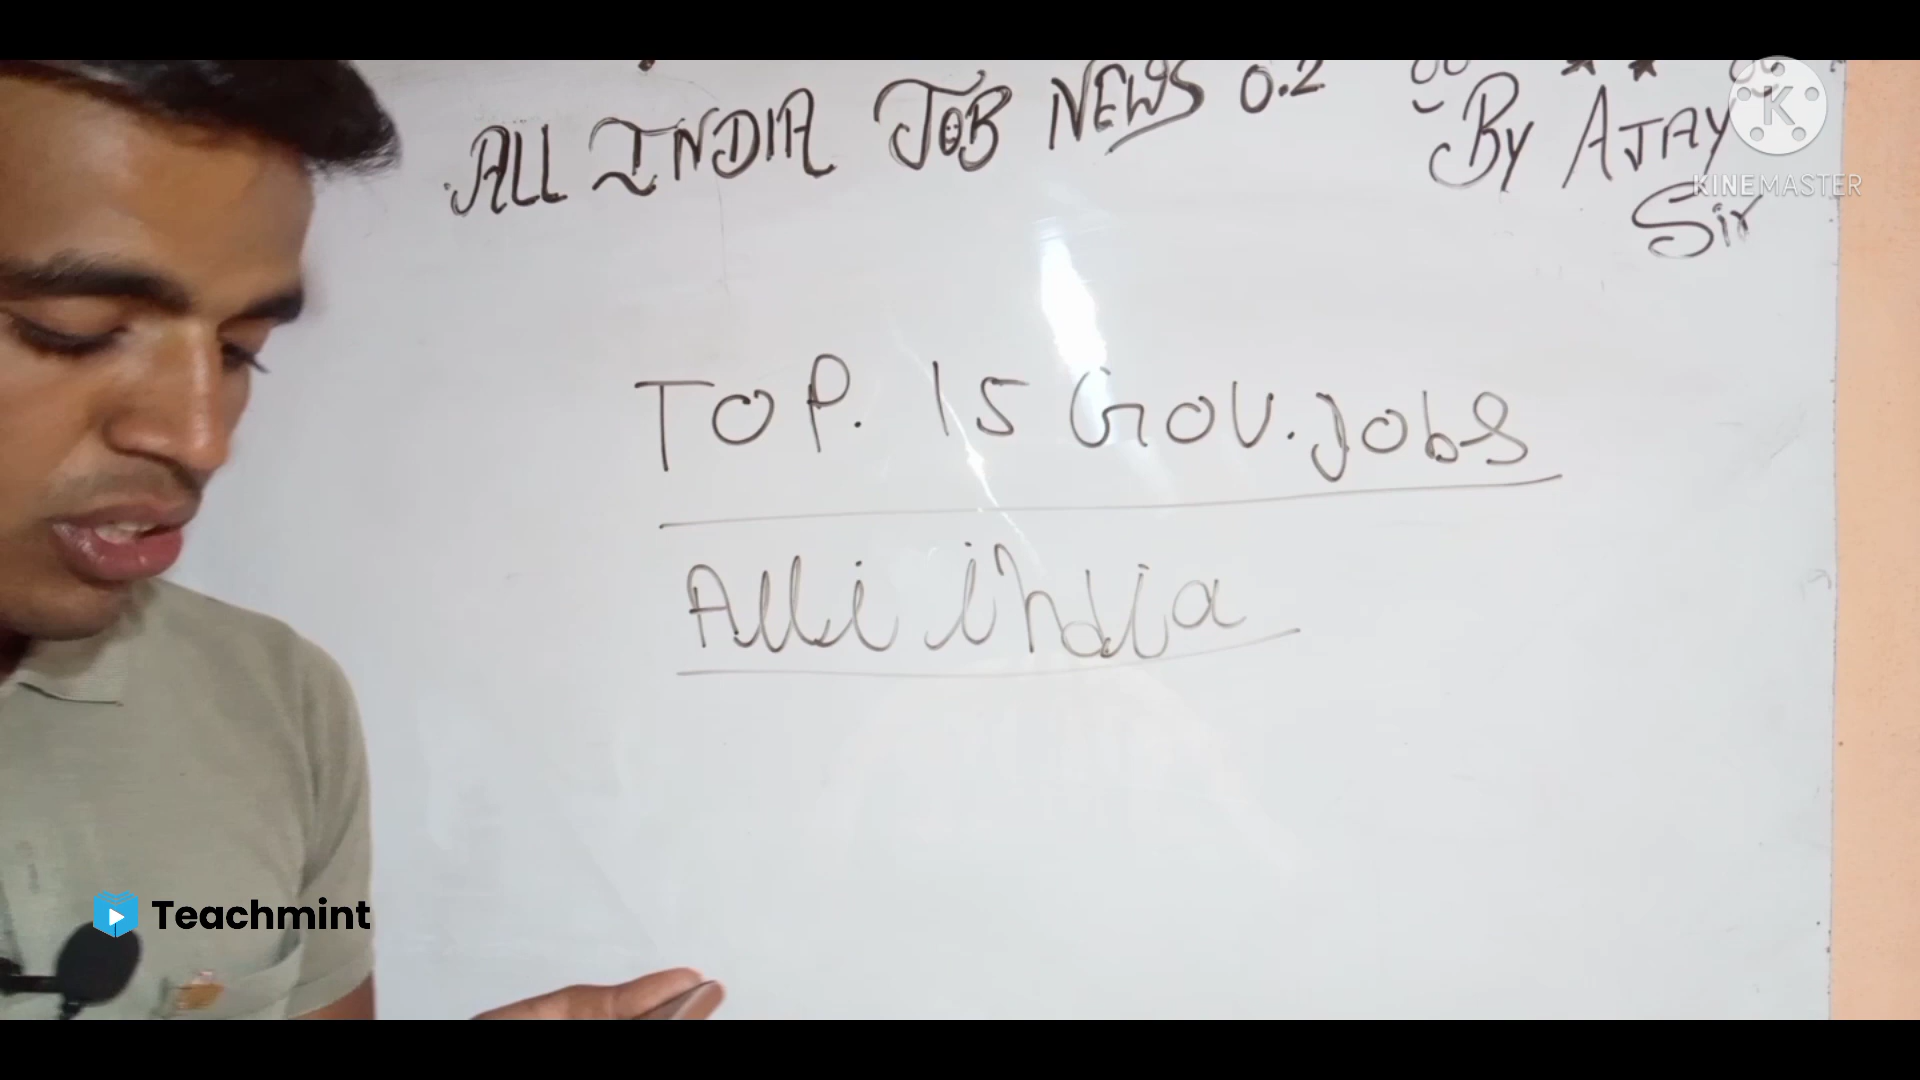 ALL INDIA JOB NEWS 0.2
By AJAY
Sir
KINEMASTER
TOP. 15 GOV. Jobs
All india
Teachmint